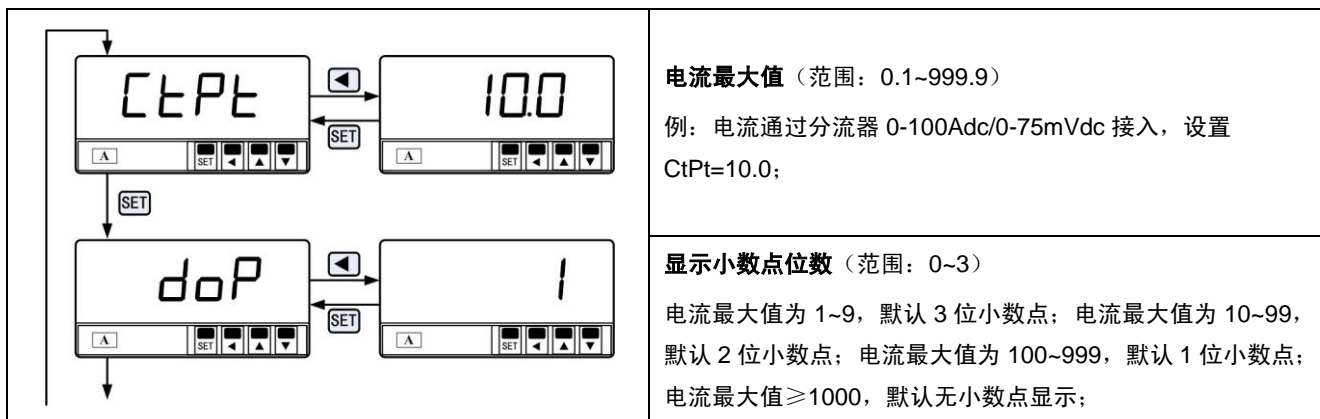 CtPt
10.0
SET
A
SET
A
SET
SET
doP
1
SET
A
SET
A
SET
电流最大值（范围：0.1~999.9）
例：电流通过分流器 0-100Adc/0-75mVdc 接入，设置
CtPt=10.0；
显示小数点位数（范围：0~3）
电流最大值为 1~9，默认 3 位小数点；电流最大值为 10~99，
默认 2 位小数点；电流最大值为 100~999，默认 1 位小数点；
电流最大值≥1000，默认无小数点显示；